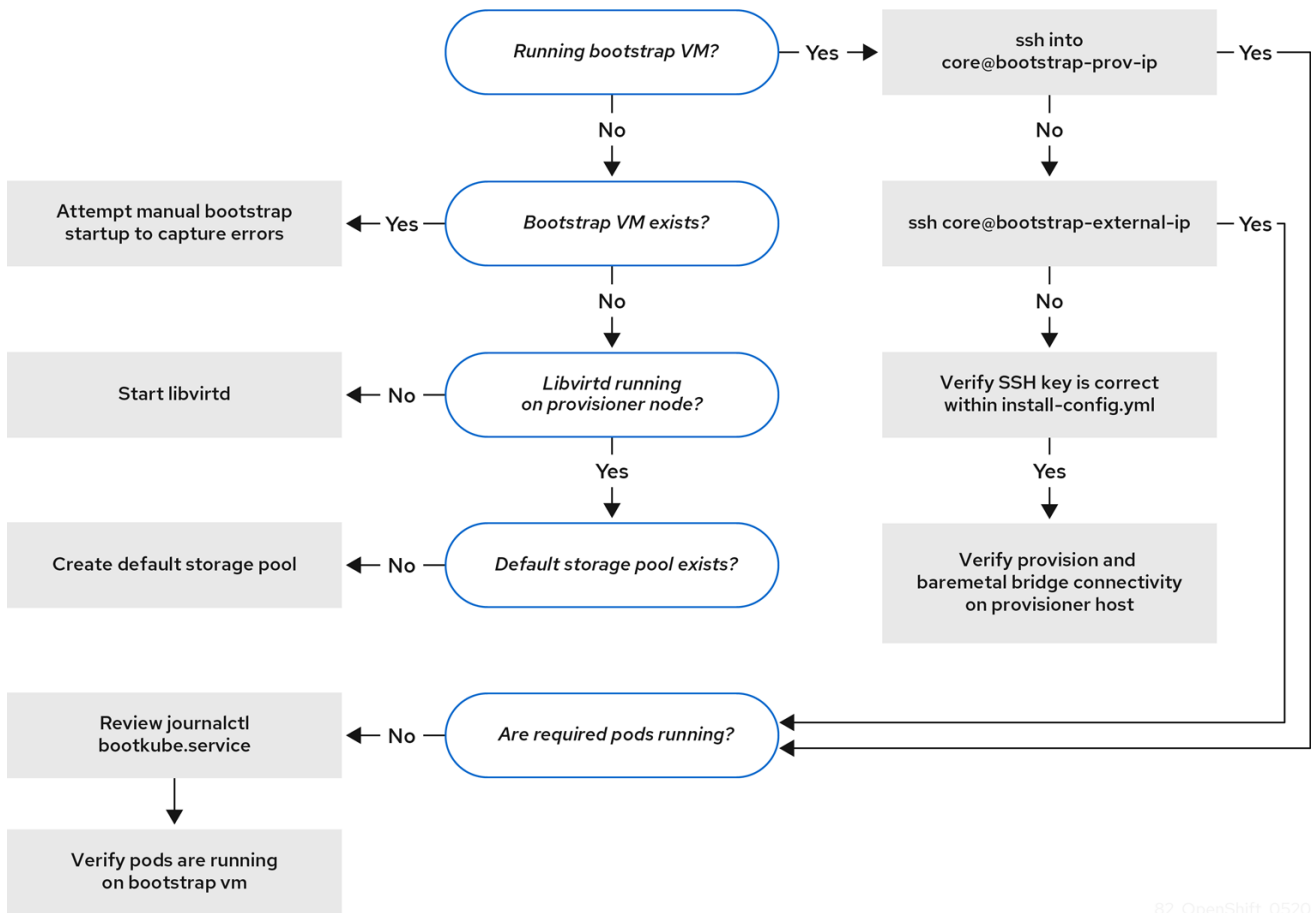 Running bootstrap VM?
Yes
ssh into
core@bootstrap-prov-ip
Yes
No
No
Attempt manual bootstrap
startup to capture errors
Yes
Bootstrap VM exists?
ssh core@bootstrap-external-ip
Yes
No
No
Start libvirtd
No
Libvirtd running
on provisioner node?
Verify SSH key is correct
within install-config.yml
Yes
Yes
Create default storage pool
No
Default storage pool exists?
Verify provision and
baremetal bridge connectivity
on provisioner host
Review journalctl
bootkube.service
No
Are required pods running?
Verify pods are running
on bootstrap vm
82_OpenShift_0520